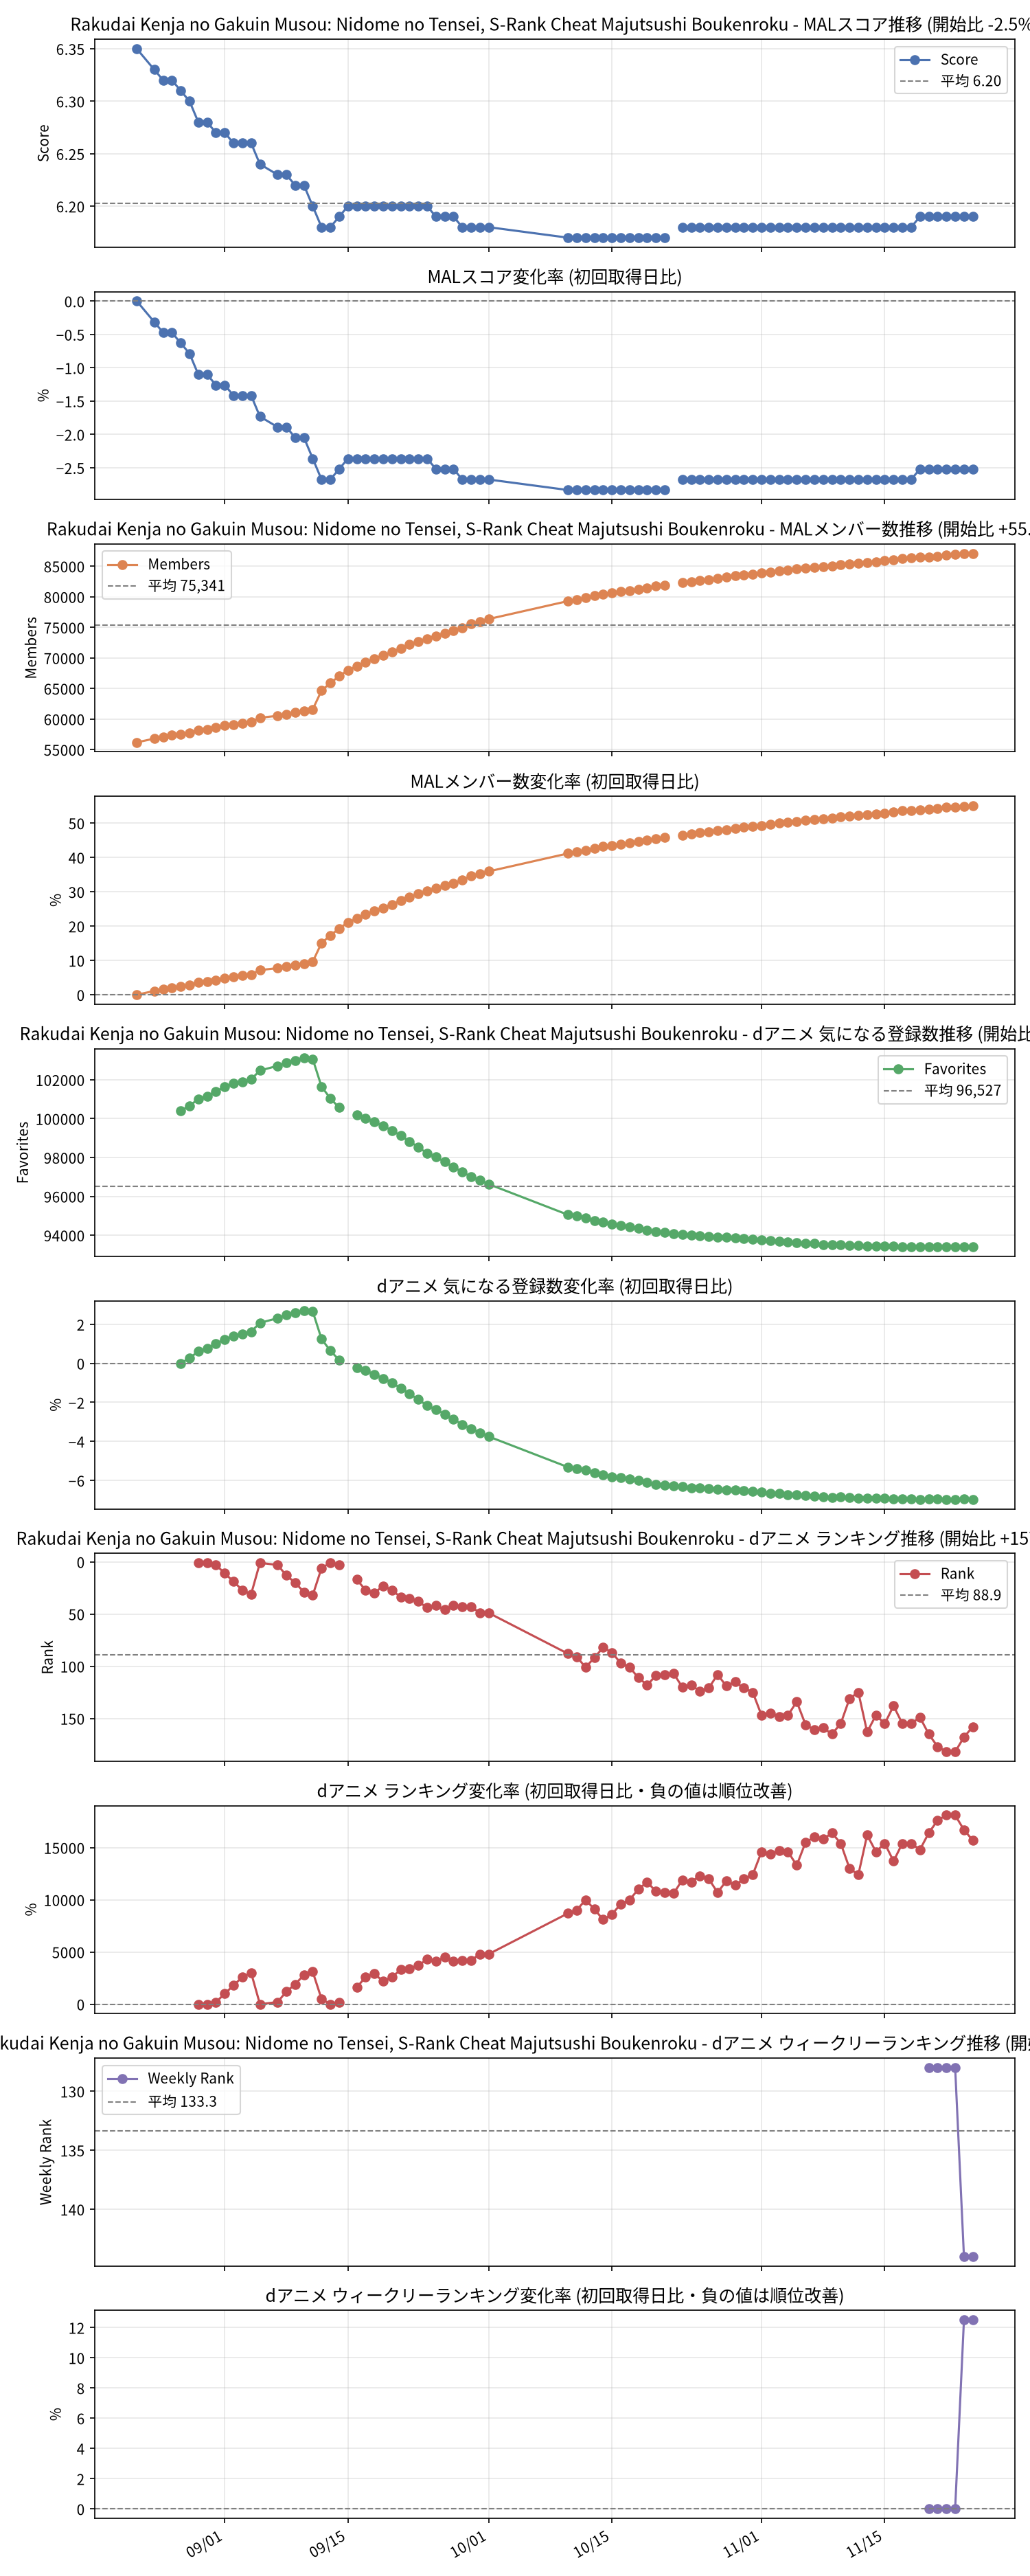 Rakudai Kenja no Gakuin Musou: Nidome no Tensei, S-Rank Cheat Majutsushi Boukenroku - MALスコア推移 (開始比 -2.5%
Score
平均 6.20
6.35
6.30
6.25
6.20
Score
MALスコア変化率 (初回取得日比)
0.0
−0.5
−1.0
−1.5
−2.0
−2.5
%
Rakudai Kenja no Gakuin Musou: Nidome no Tensei, S-Rank Cheat Majutsushi Boukenroku - MALメンバー数推移 (開始比 +55.
Members
平均 75,341
85000
80000
75000
70000
65000
60000
55000
Members
MALメンバー数変化率 (初回取得日比)
50
40
30
20
10
0
%
Rakudai Kenja no Gakuin Musou: Nidome no Tensei, S-Rank Cheat Majutsushi Boukenroku - dアニメ 気になる登録数推移 (開始比
Favorites
平均 96,527
102000
100000
98000
96000
94000
Favorites
dアニメ 気になる登録数変化率 (初回取得日比)
2
0
−2
−4
−6
%
Rakudai Kenja no Gakuin Musou: Nidome no Tensei, S-Rank Cheat Majutsushi Boukenroku - dアニメ ランキング推移 (開始比 +15
Rank
平均 88.9
0
50
100
150
Rank
dアニメ ランキング変化率 (初回取得日比・負の値は順位改善)
15000
10000
5000
0
%
kudai Kenja no Gakuin Musou: Nidome no Tensei, S-Rank Cheat Majutsushi Boukenroku - dアニメ ウィークリーランキング推移 (開
Weekly Rank
平均 133.3
130
135
140
Weekly Rank
dアニメ ウィークリーランキング変化率 (初回取得日比・負の値は順位改善)
12
10
8
6
4
2
0
%
09/01
09/15
10/01
10/15
11/01
11/15